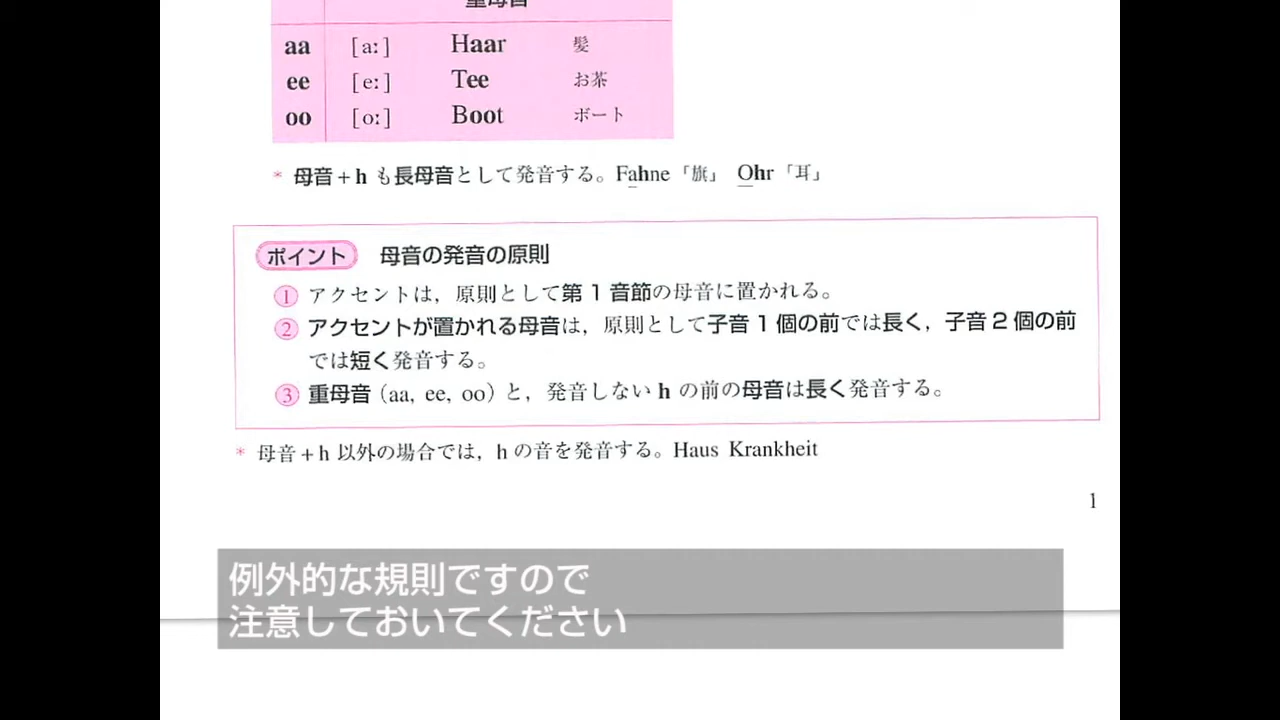 重母音
aa [aː] Haar 髪
ee [eː] Tee お茶
oo [oː] Boot ボート
* 母音+h も長母音として発音する。Fahne「旗」 Ohr「耳」
ポイント 母音の発音の原則
① アクセントは，原則として第 1 音節の母音に置かれる。
② アクセントが置かれる母音は，原則として子音 1 個の前では長く，子音 2 個の前
では短く発音する。
③ 重母音（aa, ee, oo）と，発音しない h の前の母音は長く発音する。
* 母音+h 以外の場合では，h の音を発音する。Haus Krankheit
1
例外的な規則ですので
注意しておいてください